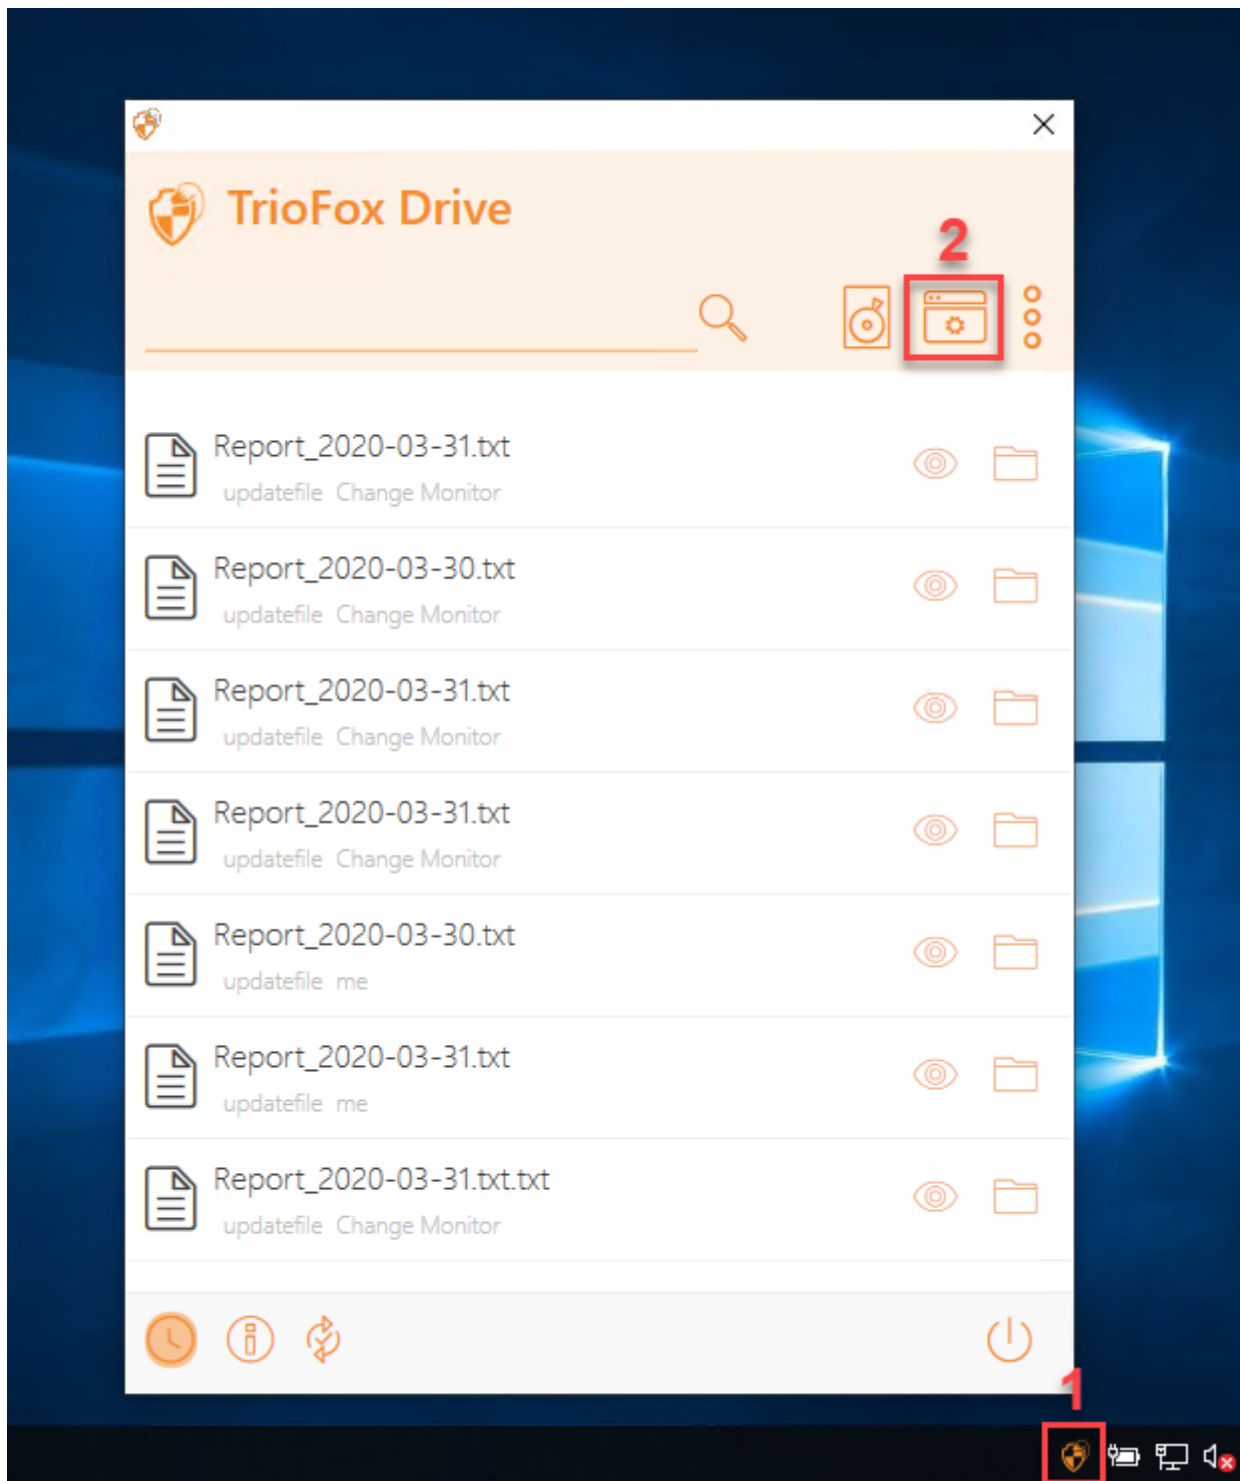 TrioFox Drive
2
Report_2020-03-31.txt
updatefile Change Monitor
Report_2020-03-30.txt
updatefile Change Monitor
Report_2020-03-31.txt
updatefile Change Monitor
Report_2020-03-31.txt
updatefile Change Monitor
Report_2020-03-30.txt
updatefile me
Report_2020-03-31.txt
updatefile me
Report_2020-03-31.txt.txt
updatefile Change Monitor
1